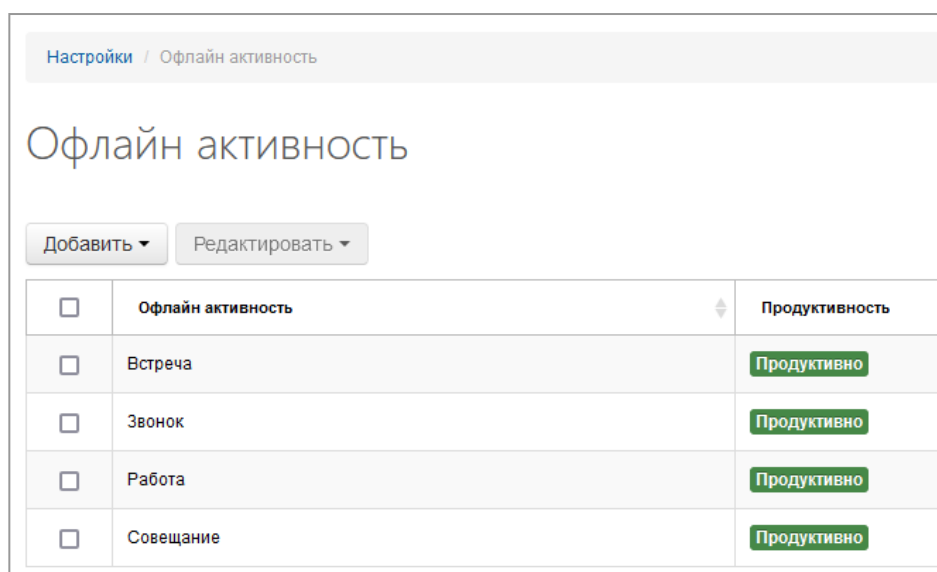 Настройки / Офлайн активность
Офлайн активность
Добавить Редактировать
Офлайн активность Продуктивность
Встреча Продуктивно
Звонок Продуктивно
Работа Продуктивно
Совещание Продуктивно